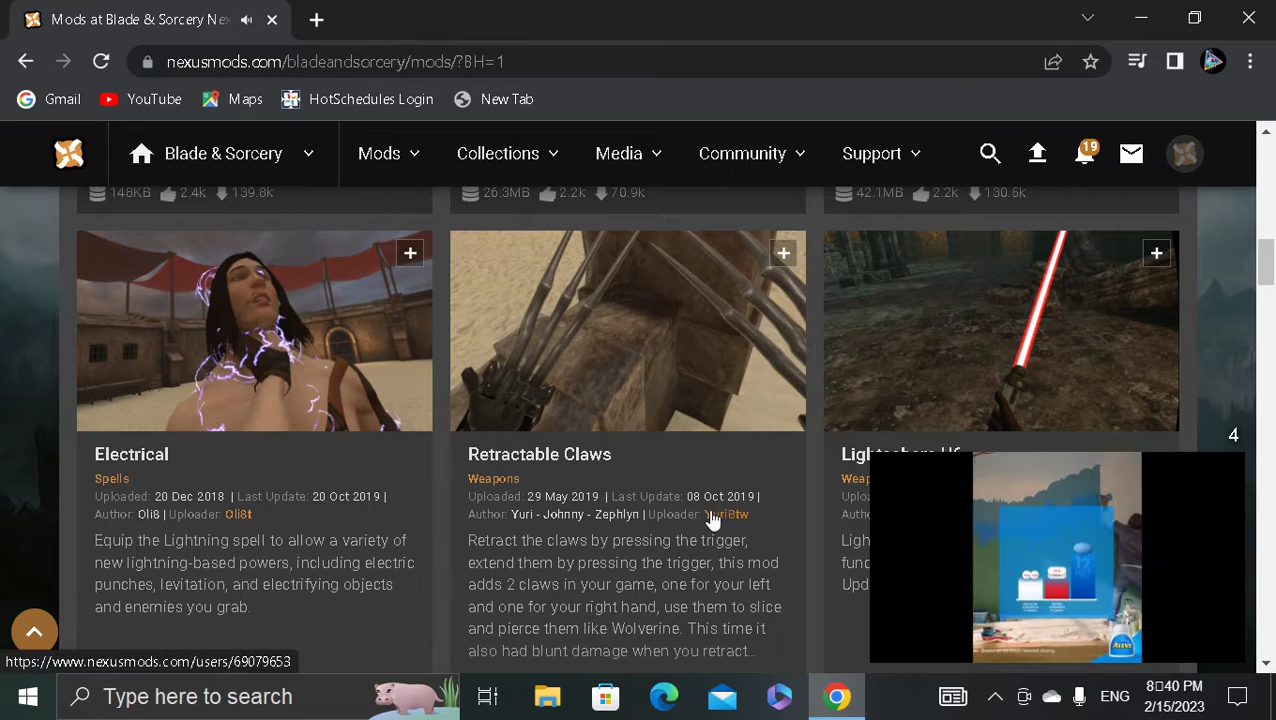 Mods at Blade & Sorcery Ne
nexusmods.com/bladeandsorcery/mods/?BH=1
Gmail YouTube Maps HotSchedules Login New Tab
Blade & Sorcery Mods Collections Media Community Support 19
148KB 2.4k 139.8k
26.3MB 2.2k 70.9k
42.1MB 2.2k 130.5k
Electrical
Spells
Uploaded: 20 Dec 2018 | Last Update: 20 Oct 2019 |
Author: Oli8 | Uploader: Oli8t
Equip the Lightning spell to allow a variety of
new lightning-based powers, including electric
punches, levitation, and electrifying objects
and enemies you grab.
Retractable Claws
Weapons
Uploaded: 29 May 2019 | Last Update: 08 Oct 2019 |
Author: Yuri - Johnny - Zephlyn | Uploader: YuriBtw
Retract the claws by pressing the trigger,
extend them by pressing the trigger, this mod
adds 2 claws in your game, one for your left
and one for your right hand, use them to slice
and pierce them like Wolverine. This time it
also had blunt damage when you retract...
4
ALEVE
https://www.nexusmods.com/users/69079658
Type here to search
ENG
8:40 PM
2/15/2023